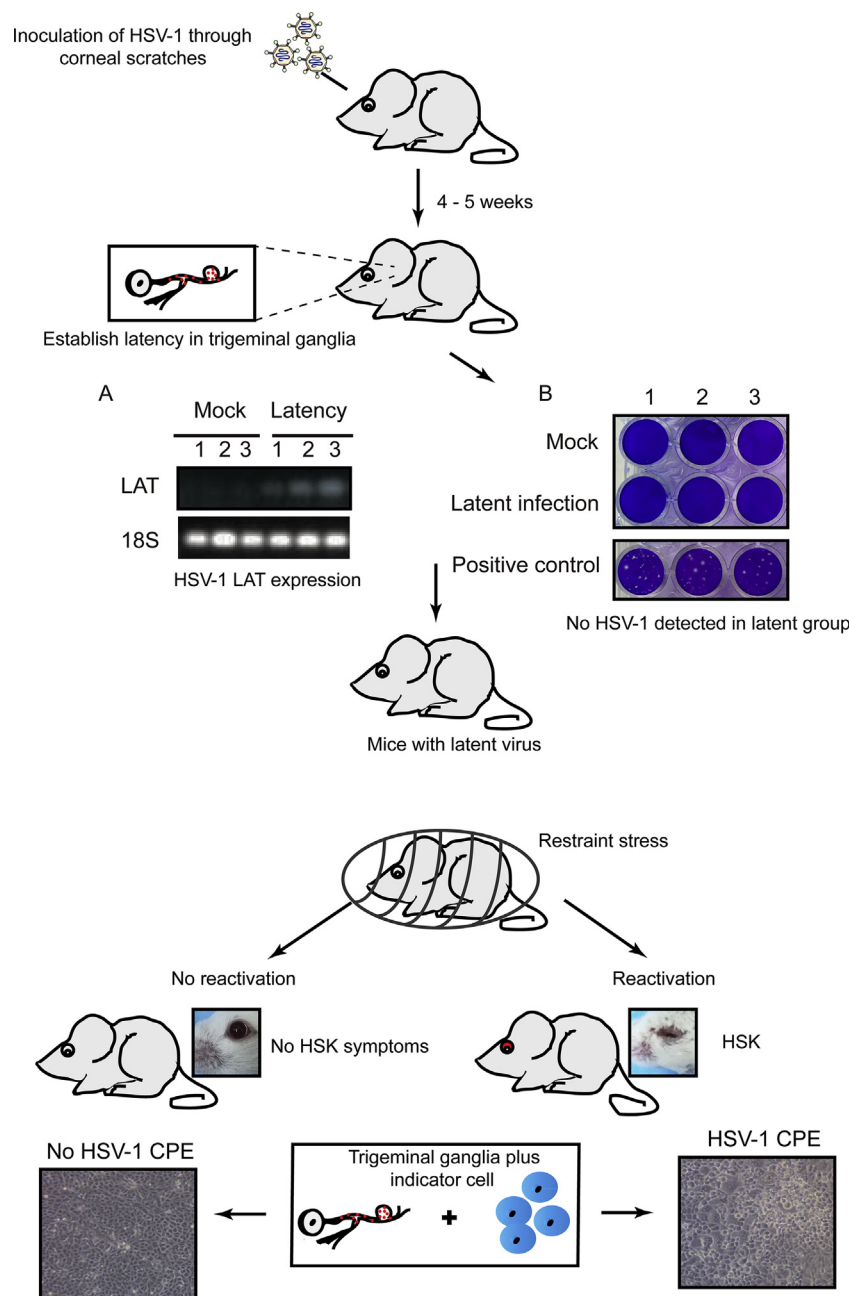 Inoculation of HSV-1 through
corneal scratches
4 - 5 weeks
Establish latency in trigeminal ganglia
A
Mock Latency
1 2 3 1 2 3
LAT
18S
HSV-1 LAT expression
B
1 2 3
Mock
Latent infection
Positive control
No HSV-1 detected in latent group
Mice with latent virus
Restraint stress
No reactivation
Reactivation
No HSK symptoms
HSK
No HSV-1 CPE
Trigeminal ganglia plus
indicator cell
+
HSV-1 CPE